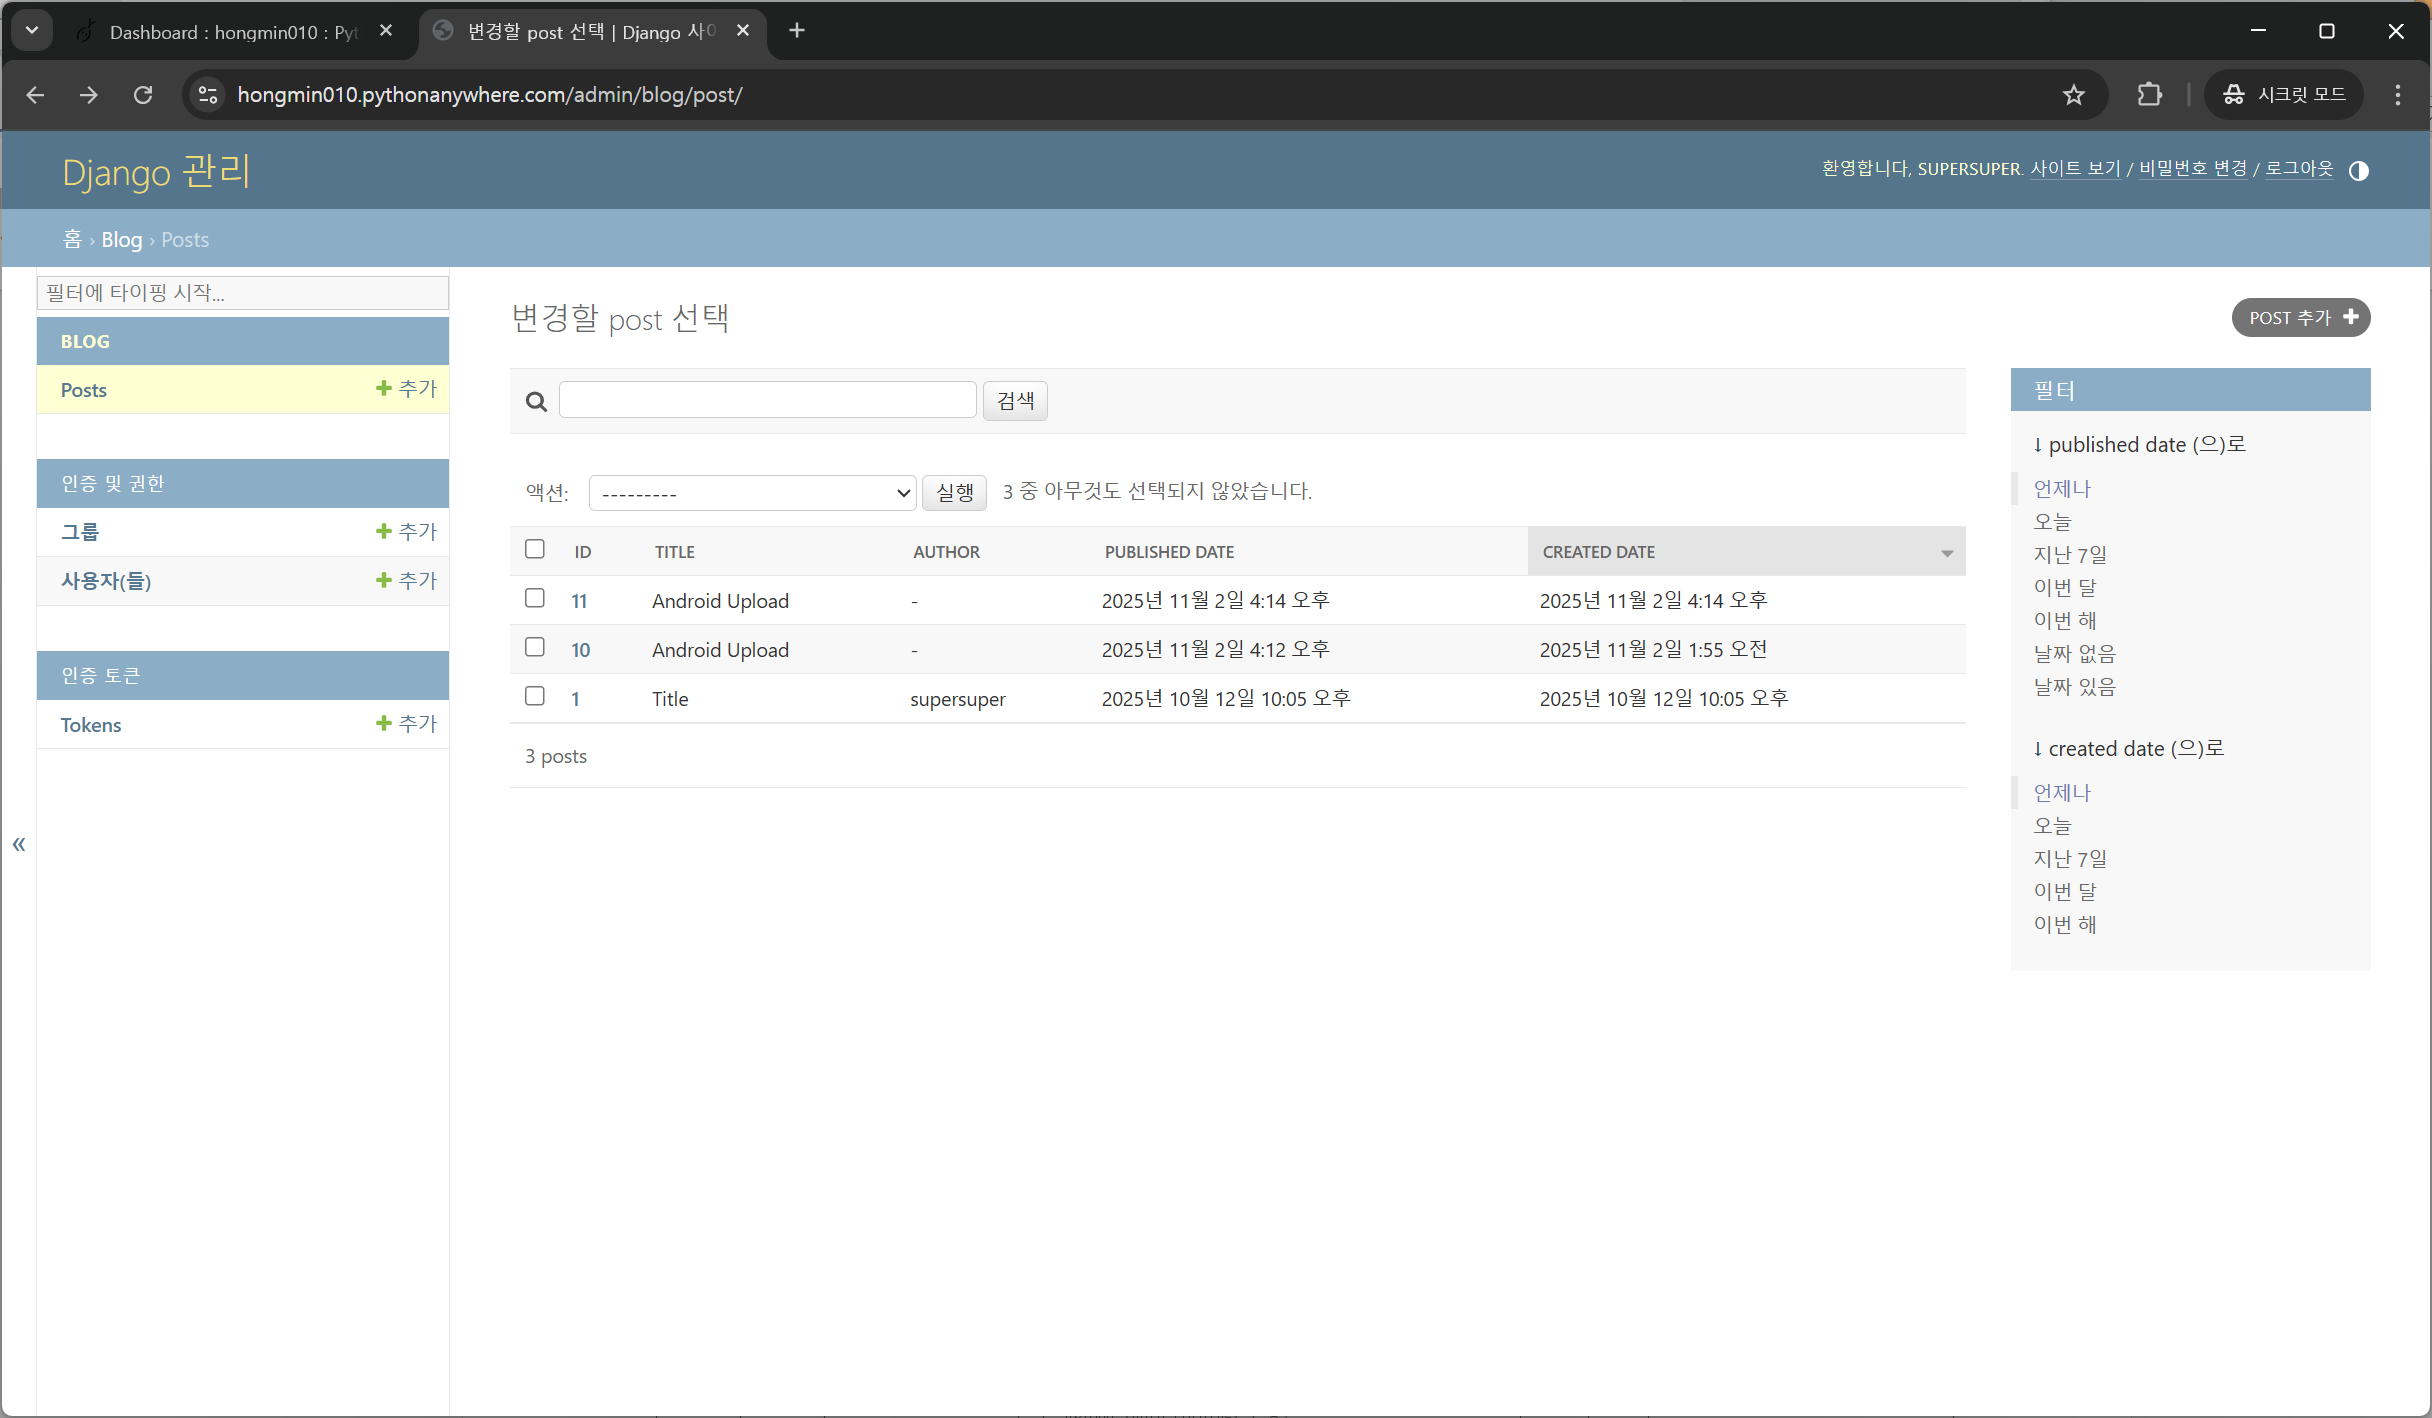 Dashboard : hongmin010 : Pyt
변경할 post 선택 | Django 사이
hongmin010.pythonanywhere.com/admin/blog/post/
시크릿 모드
Django 관리
환영합니다, SUPERSUPER. 사이트 보기 / 비밀번호 변경 / 로그아웃
홈 › Blog › Posts
필터에 타이핑 시작...
BLOG
Posts
추가
인증 및 권한
그룹
추가
사용자(들)
추가
인증 토큰
Tokens
추가
«
변경할 post 선택
POST 추가
검색
액션:
---------
실행
3 중 아무것도 선택되지 않았습니다.
ID TITLE AUTHOR PUBLISHED DATE CREATED DATE
11 Android Upload - 2025년 11월 2일 4:14 오후 2025년 11월 2일 4:14 오후
10 Android Upload - 2025년 11월 2일 4:12 오후 2025년 11월 2일 1:55 오전
1 Title supersuper 2025년 10월 12일 10:05 오후 2025년 10월 12일 10:05 오후
3 posts
필터
↓ published date (으)로
언제나
오늘
지난 7일
이번 달
이번 해
날짜 없음
날짜 있음
↓ created date (으)로
언제나
오늘
지난 7일
이번 달
이번 해